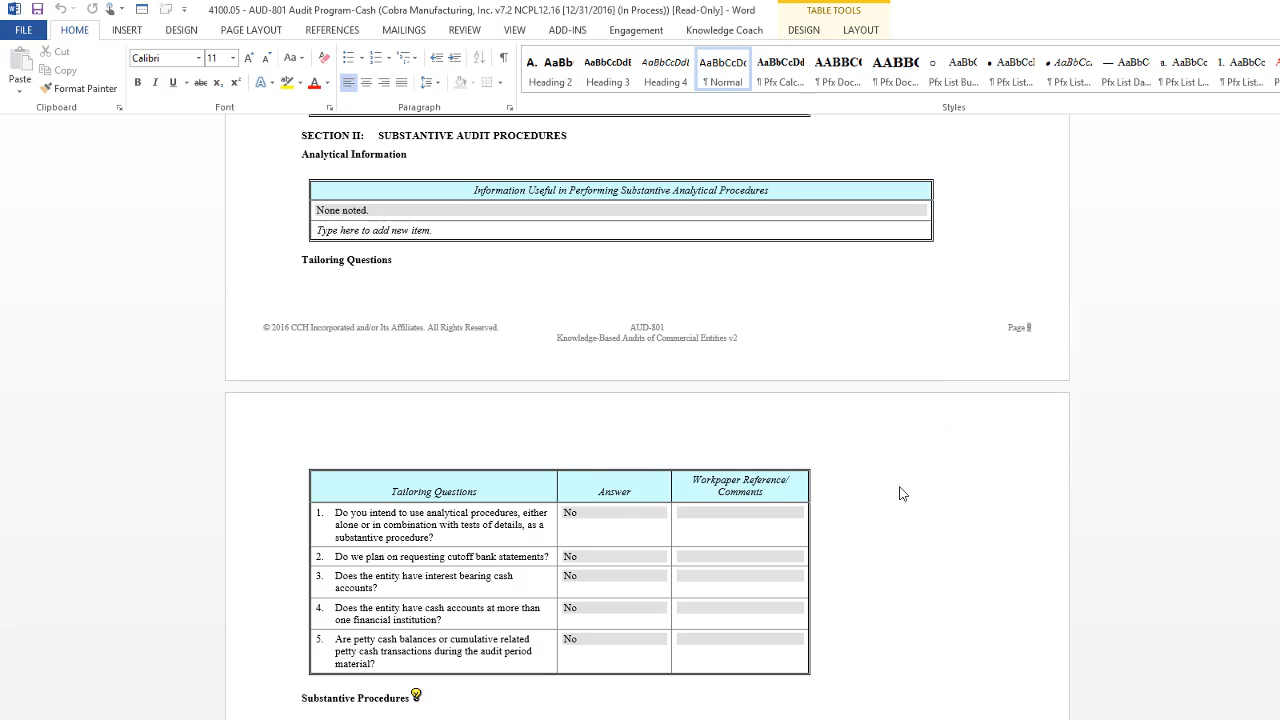 4100.05 - AUD-801 Audit Program-Cash (Cobra Manufacturing, Inc. v7.2 NCPL12.16 [12/31/2016] (In Process)) [Read-Only] - Word
TABLE TOOLS
FILE HOME INSERT DESIGN PAGE LAYOUT REFERENCES MAILINGS REVIEW VIEW ADD-INS Engagement Knowledge Coach DESIGN LAYOUT
Paste
Cut
Copy
Format Painter
Calibri 11
Heading 2 Heading 3 Heading 4 ¶ Normal ¶ Pfx Calc... ¶ Pfx Doc... ¶ Pfx Doc... Pfx List Bu... ¶ Pfx List... ¶ Pfx List... Pfx List Da... ¶ Pfx List L... ¶ Pfx List...
Clipboard Font Paragraph Styles
SECTION II: SUBSTANTIVE AUDIT PROCEDURES
Analytical Information
Information Useful in Performing Substantive Analytical Procedures
None noted.
Type here to add new item.
Tailoring Questions
© 2016 CCH Incorporated and/or Its Affiliates. All Rights Reserved. AUD-801 Page
Knowledge-Based Audits of Commercial Entities v2
Tailoring Questions Answer Workpaper Reference/
Comments
1. Do you intend to use analytical procedures, either No
alone or in combination with tests of details, as a
substantive procedure?
2. Do we plan on requesting cutoff bank statements? No
3. Does the entity have interest bearing cash No
accounts?
4. Does the entity have cash accounts at more than No
one financial institution?
5. Are petty cash balances or cumulative related No
petty cash transactions during the audit period
material?
Substantive Procedures